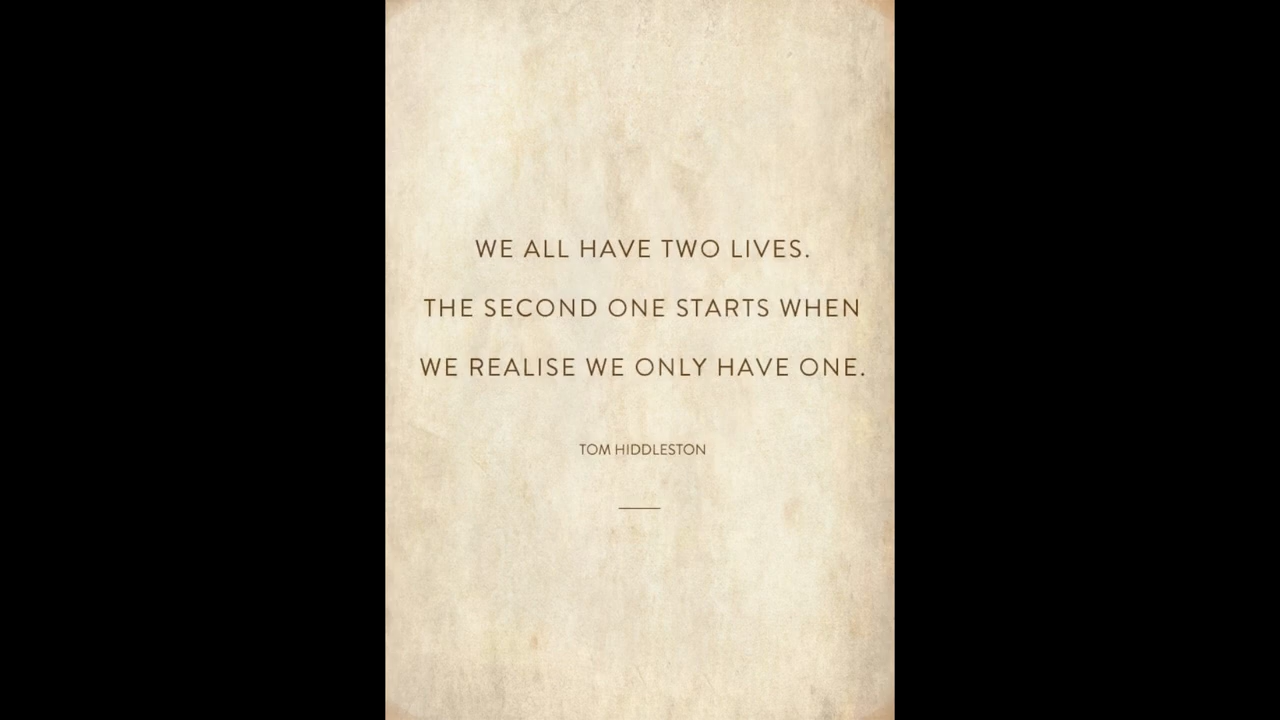 WE ALL HAVE TWO LIVES.
THE SECOND ONE STARTS WHEN
WE REALISE WE ONLY HAVE ONE.
TOM HIDDLESTON